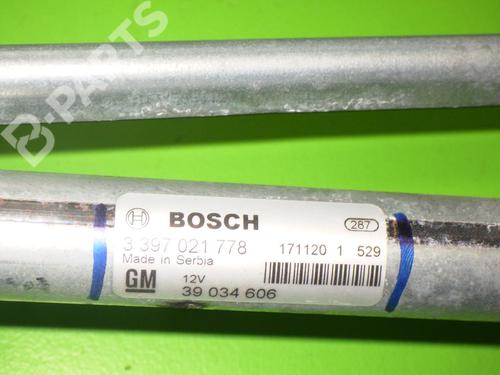 B-PARTS
BOSCH
287
3 397 021 778
171120 1 529
Made in Serbia
GM
12V
39 034 606